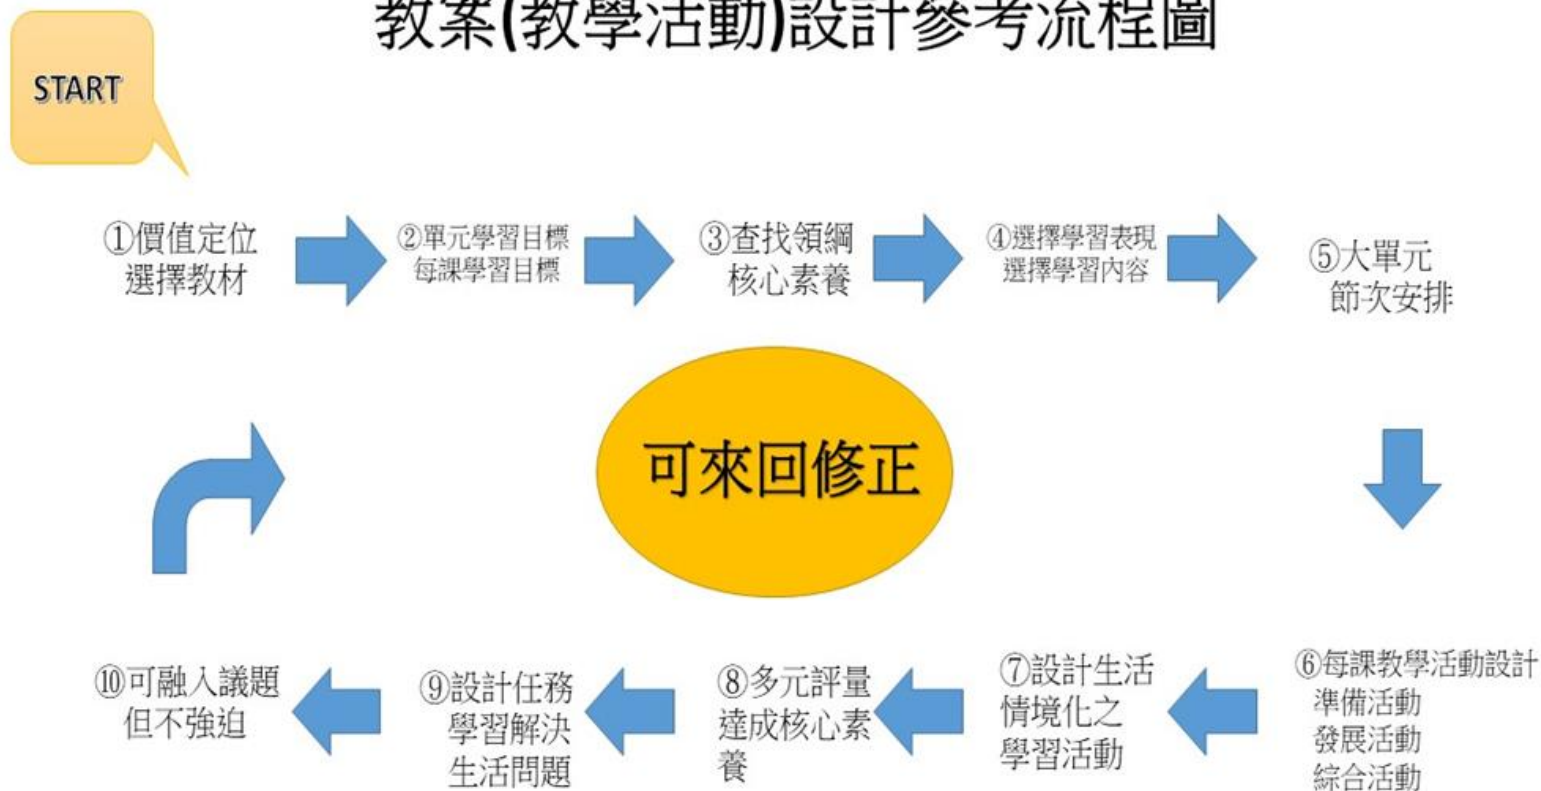 教案(教學活動)設計參考流程圖
START
①價值定位
選擇教材
②單元學習目標
每課學習目標
③查找領綱
核心素養
④選擇學習表現
選擇學習內容
⑤大單元
節次安排
可來回修正
⑥每課教學活動設計
準備活動
發展活動
綜合活動
⑦設計生活
情境化之
學習活動
⑧多元評量
達成核心素
養
⑨設計任務
學習解決
生活問題
⑩可融入議題
但不強迫